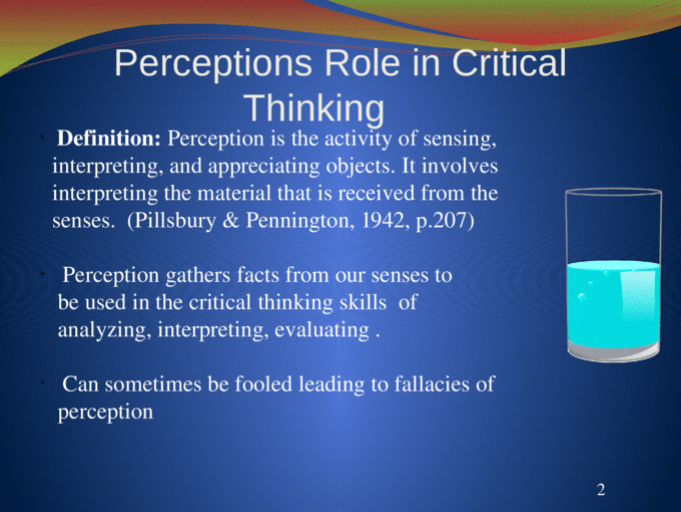 Perceptions Role in Critical
Thinking
Definition: Perception is the activity of sensing,
interpreting, and appreciating objects. It involves
interpreting the material that is received from the
senses. (Pillsbury & Pennington, 1942, p.207)
Perception gathers facts from our senses to
be used in the critical thinking skills of
analyzing, interpreting, evaluating .
Can sometimes be fooled leading to fallacies of
perception
2